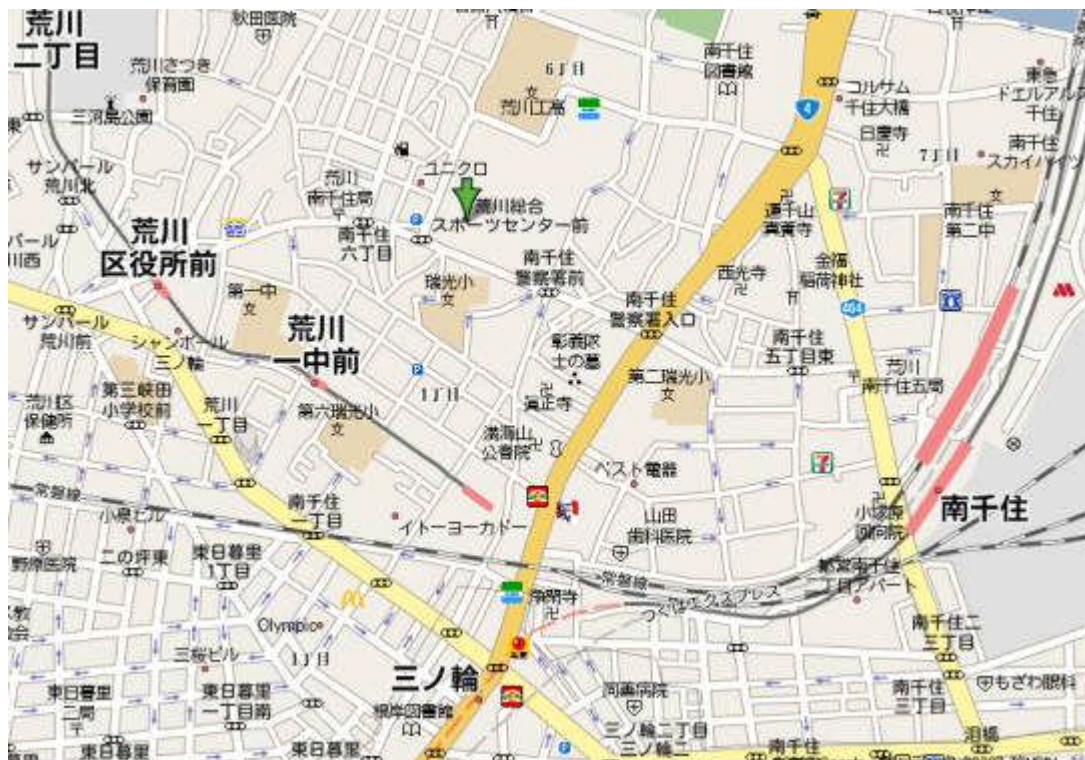 荒川
二丁目
秋田医院
荒川さつき
保育園
三河島公園
6丁目
荒川工高
南千住
図書館
4
コルサム
千住大橋
日慶寺
東急
ドエルアルス
千住
南千住
スカイハイツ
7丁目
サンパール
荒川北
ユニクロ
荒川
南千住局
荒川総合
スポーツセンター前
南千住
六丁目
南千住
第二中
荒川
区役所前
南千住
警察署前
瑞光小
第一中
西光寺
金福
稲荷神社
464
南千住
警察署入口
サンパール
荒川前
シャンボール
三ノ輪
荒川
一中前
彰義隊
士の墓
南千住
五丁目東
荒川
南千住五局
第二瑞光小
真正寺
1丁目
第三峡田
小学校前
荒川区
保健所
荒川
一丁目
第六瑞光小
満海山
公春院
ベスト電器
南千住
一丁目
常磐線
小泉ビル
イトーヨーカドー
山田
歯科医院
小塚原
回向院
南千住
野原医院
二の坪東
東日暮里
1丁目
常磐線
つくばエクスプレス
都営南千住
丁目アパート
浄閑寺
Olympic
1丁目
三桜ビル
南千住二
三丁目
三ノ輪
根岸図書館
同善病院
もざわ眼科
南千住
三丁目
東日暮里
二局
東日暮里
一丁目南
三ノ輪二丁目
三ノ輪二
東日暮里
東日暮里
南千住
泪橋